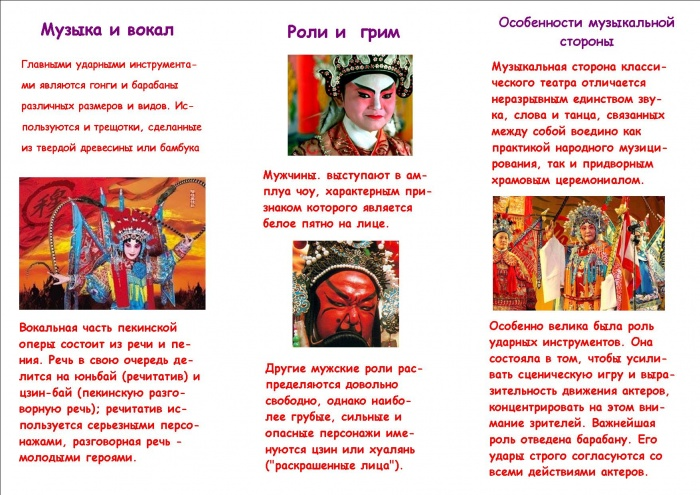 Музыка и вокал
Главными ударными инструмента-
ми являются гонги и барабаны
различных размеров и видов. Ис-
пользуются и трещотки, сделанные
из твердой древесины или бамбука
Вокальная часть пекинской
оперы состоит из речи и пе-
ния. Речь в свою очередь де-
лится на юньбай (речитатив) и
цзин-бай (пекинскую разго-
ворную речь); речитатив ис-
пользуется серьезными персо-
нажами, разговорная речь -
молодыми героями.
Роли и грим
Мужчины. выступают в ам-
плуа чоу, характерным при-
знаком которого является
белое пятно на лице.
Другие мужские роли рас-
пределяются довольно
свободно, однако наибо-
лее грубые, сильные и
опасные персонажи име-
нуются цзин или хуалянь
("раскрашенные лица").
Особенности музыкальной
стороны
Музыкальная сторона класси-
ческого театра отличается
неразрывным единством зву-
ка, слова и танца, связанных
между собой воедино как
практикой народного музици-
рования, так и придворным
храмовым церемониалом.
Особенно велика была роль
ударных инструментов. Она
состояла в том, чтобы усили-
вать сценическую игру и выра-
зительность движения актеров,
концентрировать на этом вни-
мание зрителей. Важнейшая
роль отведена барабану. Его
удары строго согласуются со
всеми действиями актеров.